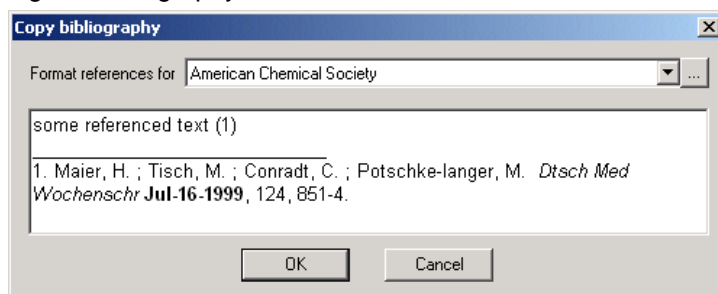 Copy bibliography
Format references for American Chemical Society ...
some referenced text (1)
1. Maier, H. ; Tisch, M. ; Conradt, C. ; Potschke-langer, M. Dtsch Med
Wochenschr Jul-16-1999, 124, 851-4.
OK Cancel